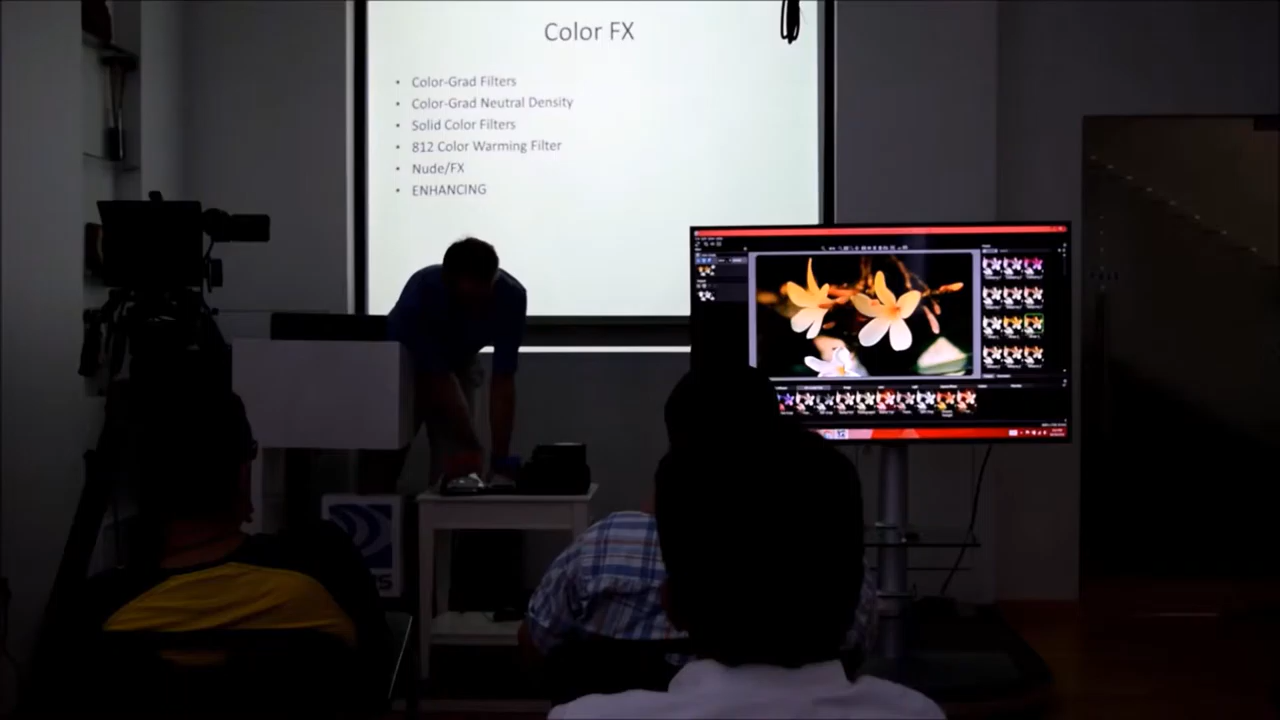 Color FX
• Color-Grad Filters
• Color-Grad Neutral Density
• Solid Color Filters
• 812 Color Warming Filter
• Nude/FX
• ENHANCING